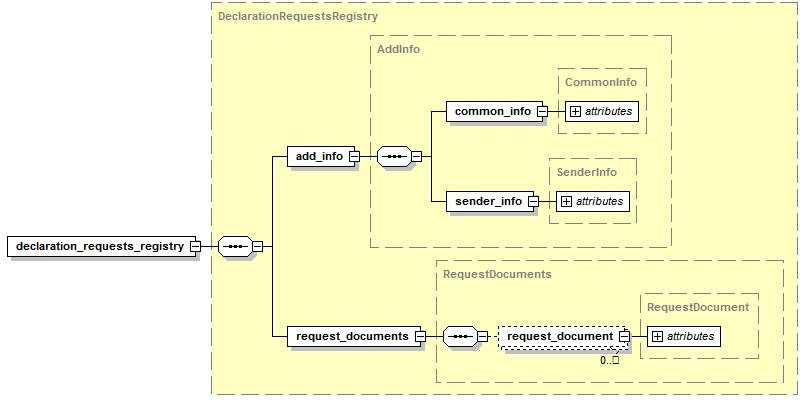 DeclarationRequestsRegistry
AddInfo
CommonInfo
common_info
attributes
add_info
SenderInfo
sender_info
attributes
declaration_requests_registry
RequestDocuments
RequestDocument
request_documents
request_document
attributes
0..□